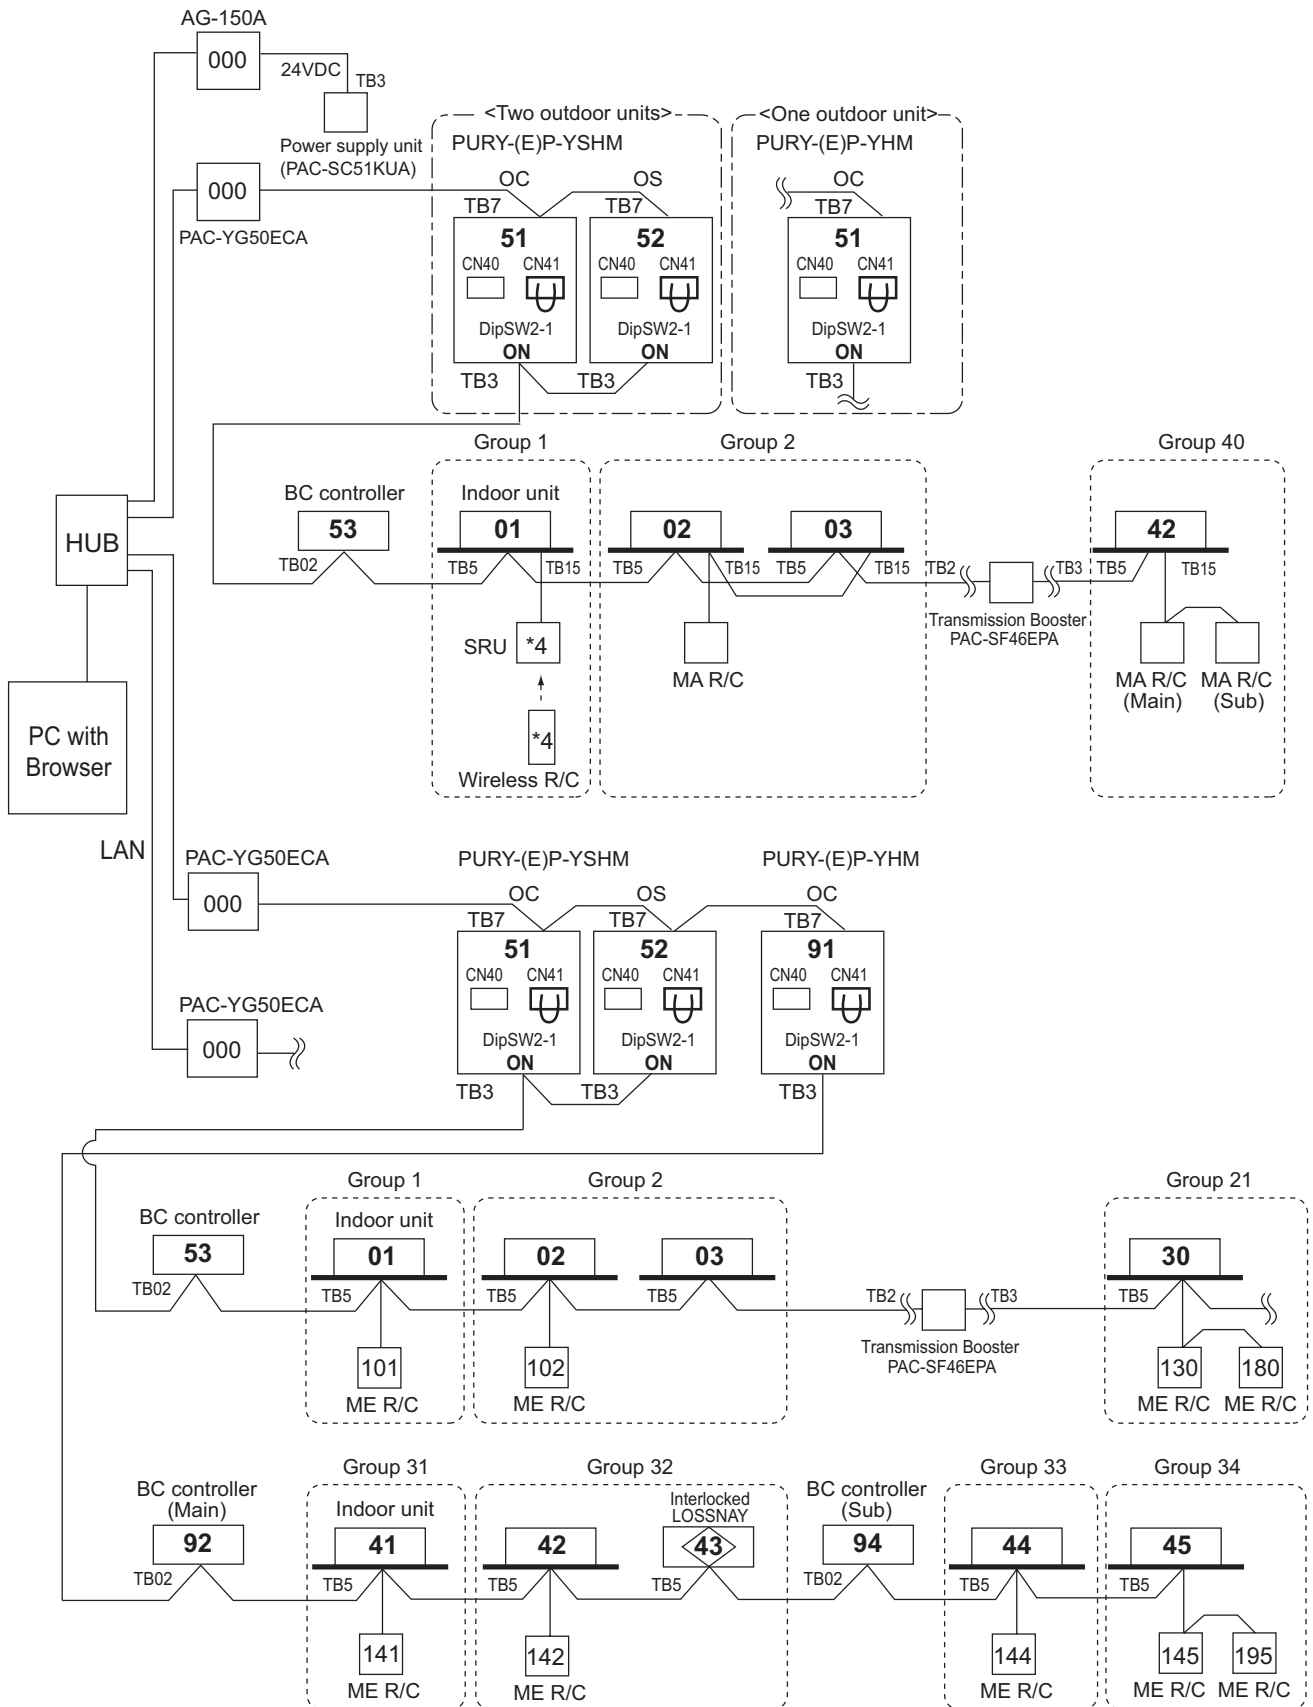 AG-150A
000
24VDC
TB3
Power supply unit
(PAC-SC51KUA)
000
PAC-YG50ECA
<Two outdoor units>
<One outdoor unit>
PURY-(E)P-YSHM
PURY-(E)P-YHM
OC
OS
OC
TB7
TB7
TB7
51
52
51
CN40
CN41
CN40
CN41
CN40
CN41
DipSW2-1
DipSW2-1
DipSW2-1
ON
ON
ON
TB3
TB3
TB3
Group 1
Group 2
Group 40
HUB
BC controller
Indoor unit
53
01
02
03
42
TB02
TB5
TB15
TB5
TB15
TB5
TB15
TB2
TB3
TB5
TB15
Transmission Booster
PAC-SF46EPA
SRU
*4
MA R/C
MA R/C
(Main)
MA R/C
(Sub)
*4
Wireless R/C
PC with
Browser
LAN
PAC-YG50ECA
000
PAC-YG50ECA
000
PURY-(E)P-YSHM
PURY-(E)P-YHM
OC
OS
OC
TB7
TB7
TB7
51
52
91
CN40
CN41
CN40
CN41
CN40
CN41
DipSW2-1
DipSW2-1
DipSW2-1
ON
ON
ON
TB3
TB3
TB3
Group 1
Group 2
Group 21
BC controller
Indoor unit
53
01
02
03
30
TB02
TB5
TB5
TB5
TB2
TB3
TB5
Transmission Booster
PAC-SF46EPA
101
102
130
180
ME R/C
ME R/C
ME R/C
ME R/C
Group 31
Group 32
Group 33
Group 34
BC controller
(Main)
Indoor unit
Interlocked
LOSSNAY
BC controller
(Sub)
92
41
42
43
94
44
45
TB02
TB5
TB5
TB5
TB02
TB5
TB5
141
142
144
145
195
ME R/C
ME R/C
ME R/C
ME R/C
ME R/C